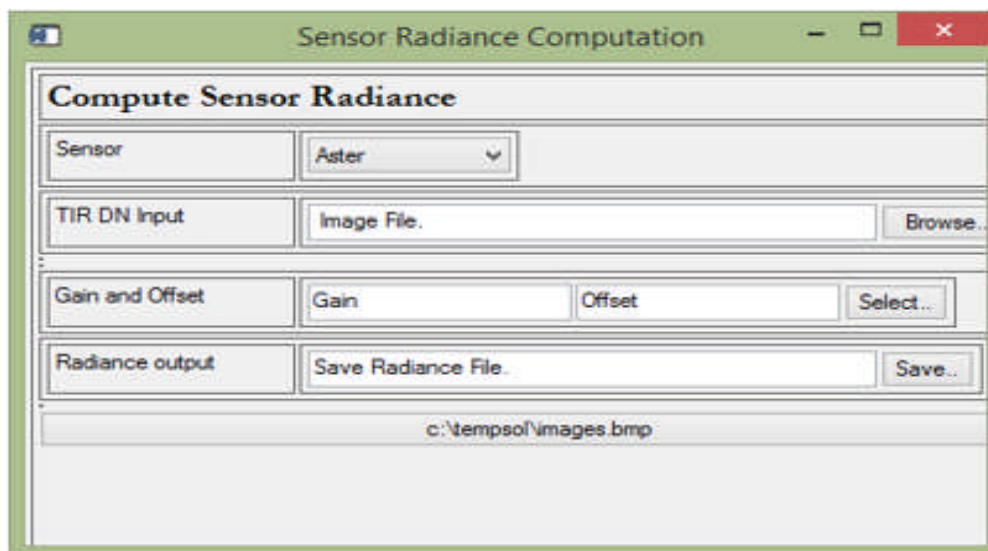 Sensor Radiance Computation
Compute Sensor Radiance
Sensor
Aster
TIR DN Input
Image File.
Browse..
Gain and Offset
Gain
Offset
Select..
Radiance output
Save Radiance File.
Save..
c:\tempsol\images.bmp